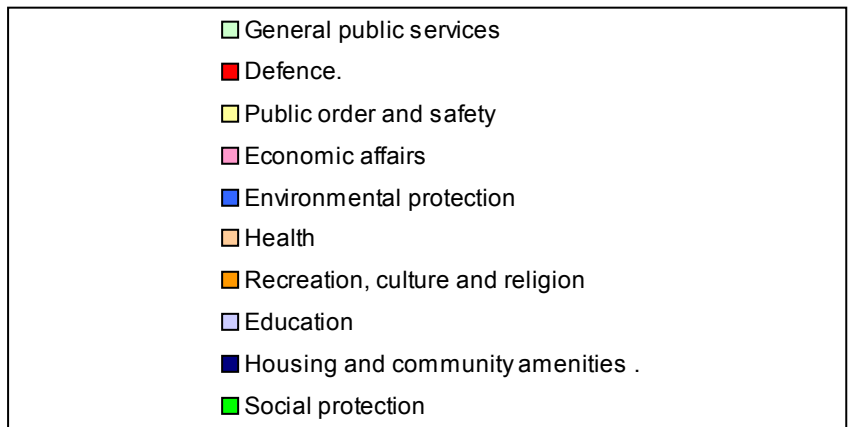 General public services
Defence.
Public order and safety
Economic affairs
Environmental protection
Health
Recreation, culture and religion
Education
Housing and community amenities .
Social protection